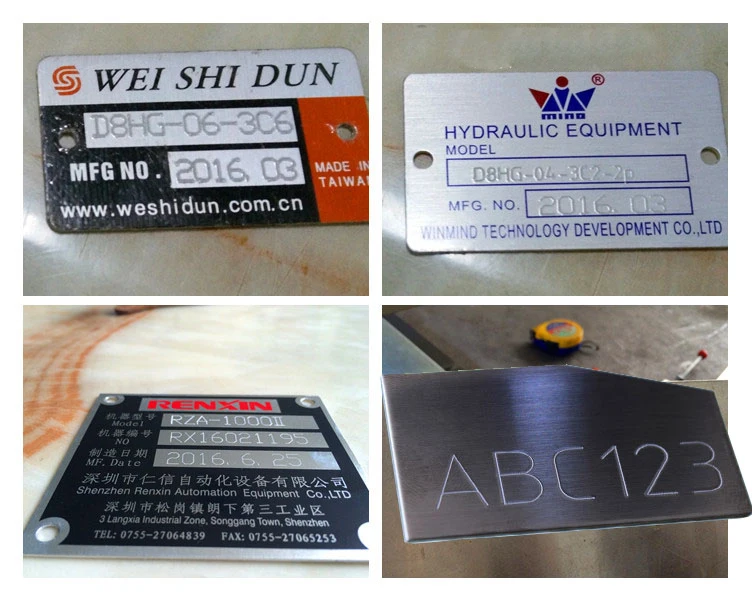 WEI SHI DUN
D8HG-06-3C6
MFG NO. 2016.03
MADE IN
TAIWAN
www.weshidun.com.cn
®
MIND
HYDRAULIC EQUIPMENT
MODEL
D8HG-04-3C2-2p
MFG. NO. 2016.03
WINMIND TECHNOLOGY DEVELOPMENT CO.,LTD
RENXIN
机器型号
Model RZA-1000II
机器编号
NO RX16021195
制造日期
MF.Date 2016.6.25
深圳市仁信自动化设备有限公司
Shenzhen Renxin Automation Equipment Co.,LTD
深圳市松岗镇朗下第三工业区
3 Langxia Industrial Zone, Songgang Town, Shenzhen
TEL: 0755-27064839 FAX: 0755-27065253
ABC123